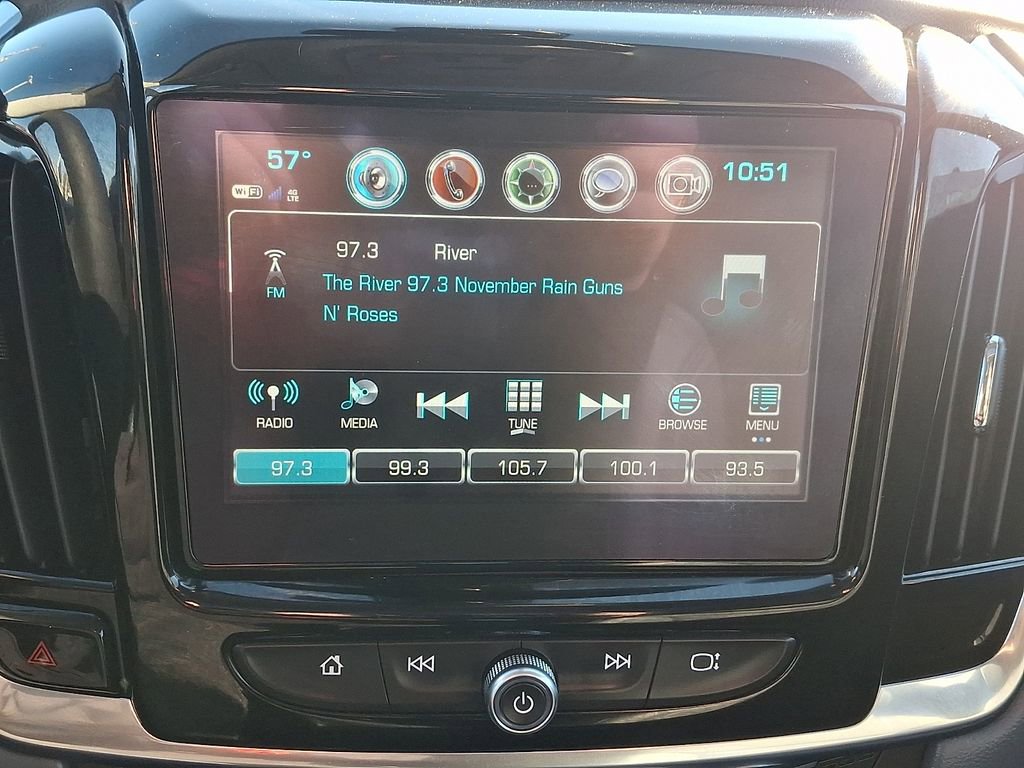 57°
10:51
WiFi
4G
LTE
97.3 River
FM
The River 97.3 November Rain Guns
N' Roses
RADIO
MEDIA
TUNE
BROWSE
MENU
97.3
99.3
105.7
100.1
93.5